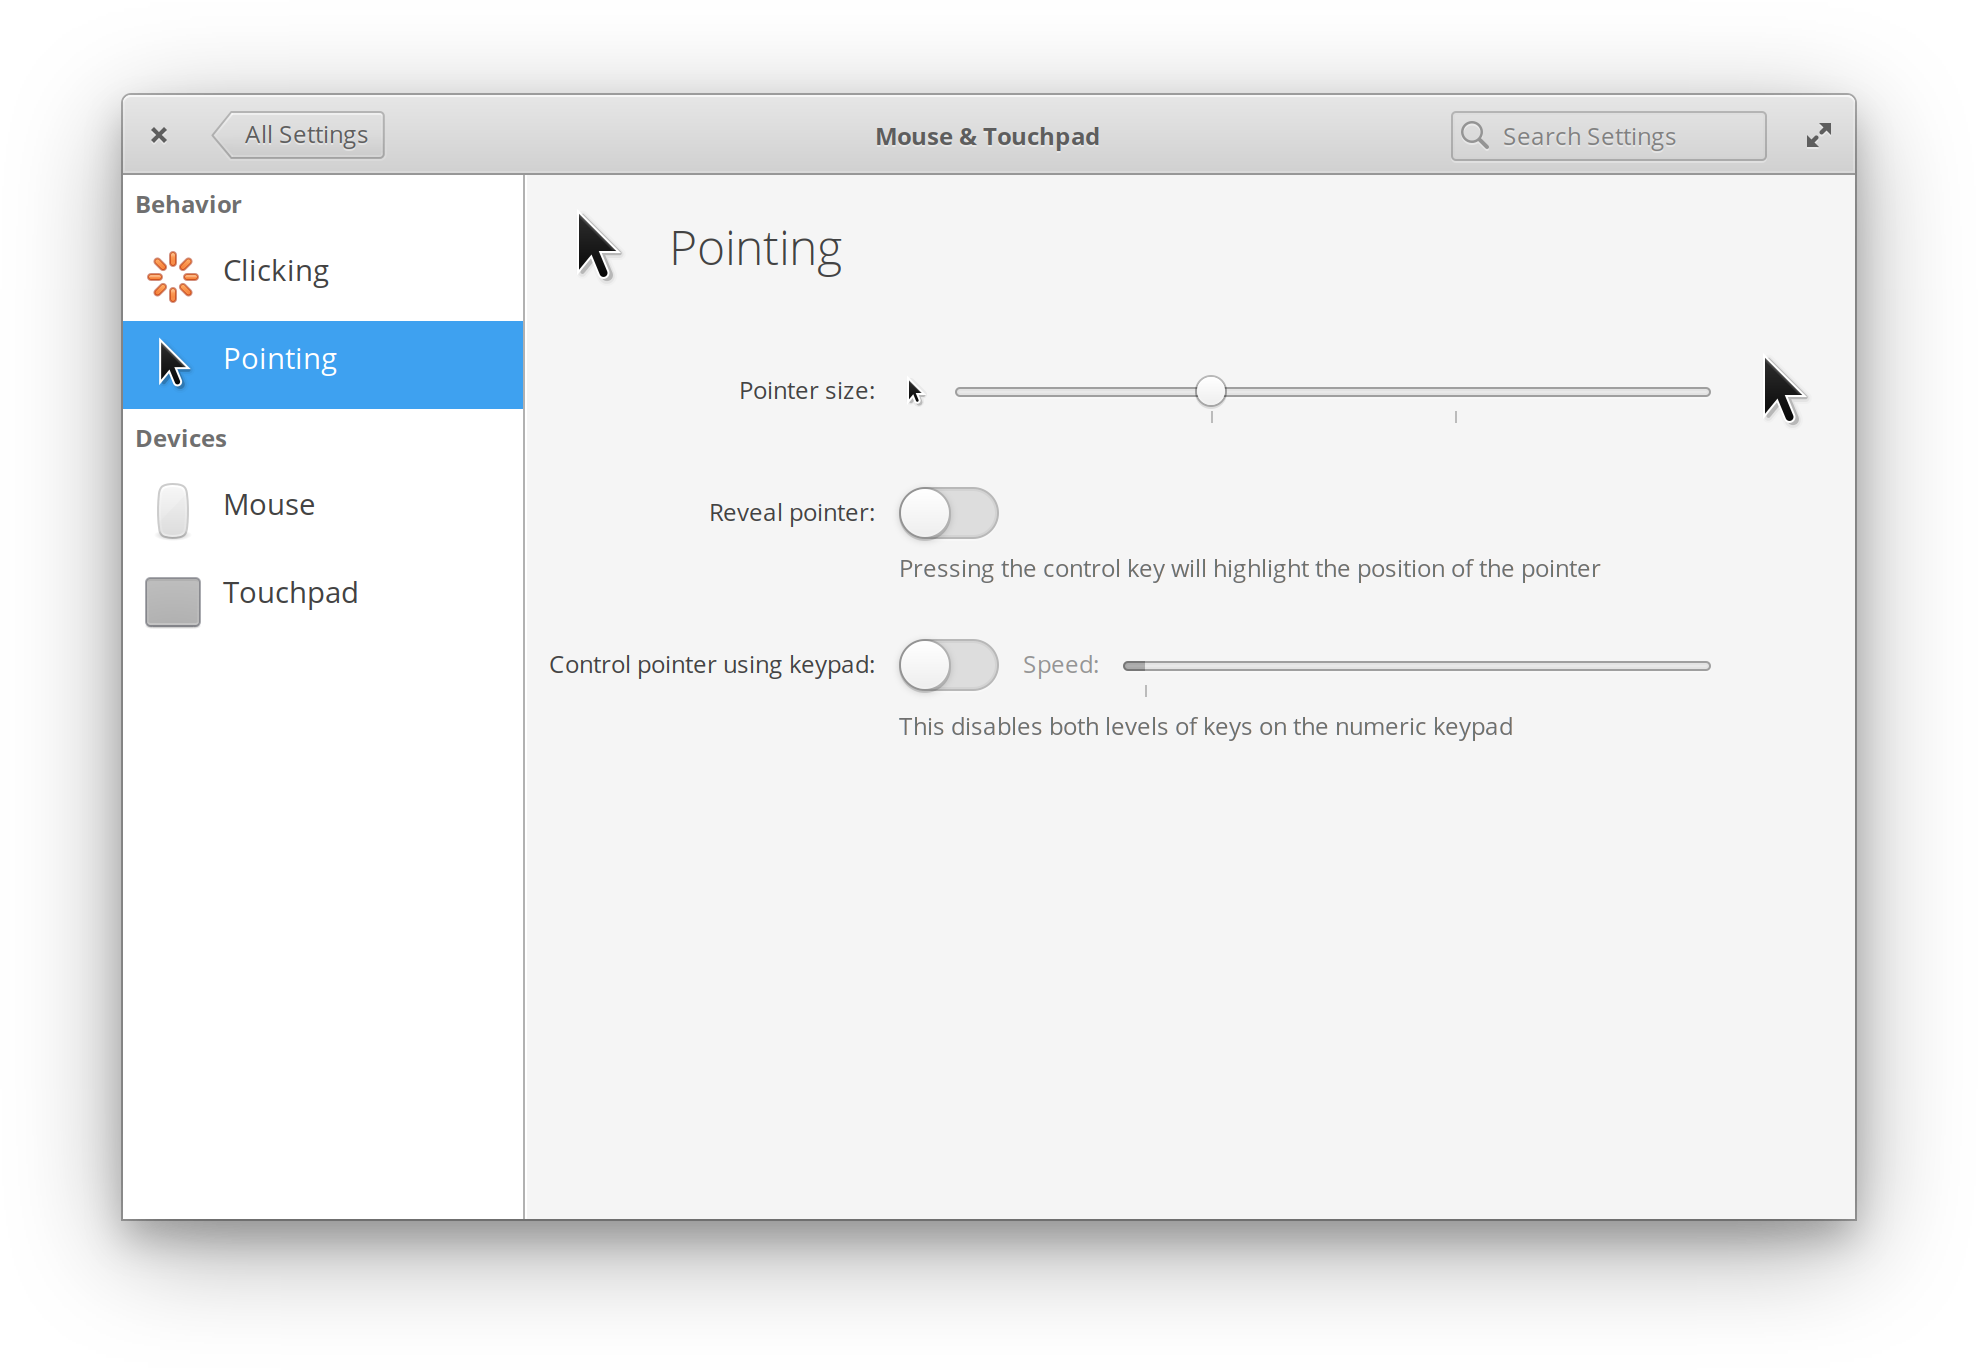 All Settings
Mouse & Touchpad
Search Settings
Behavior
Clicking
Pointing
Devices
Mouse
Touchpad
Pointing
Pointer size:
Reveal pointer:
Pressing the control key will highlight the position of the pointer
Control pointer using keypad:
Speed:
This disables both levels of keys on the numeric keypad